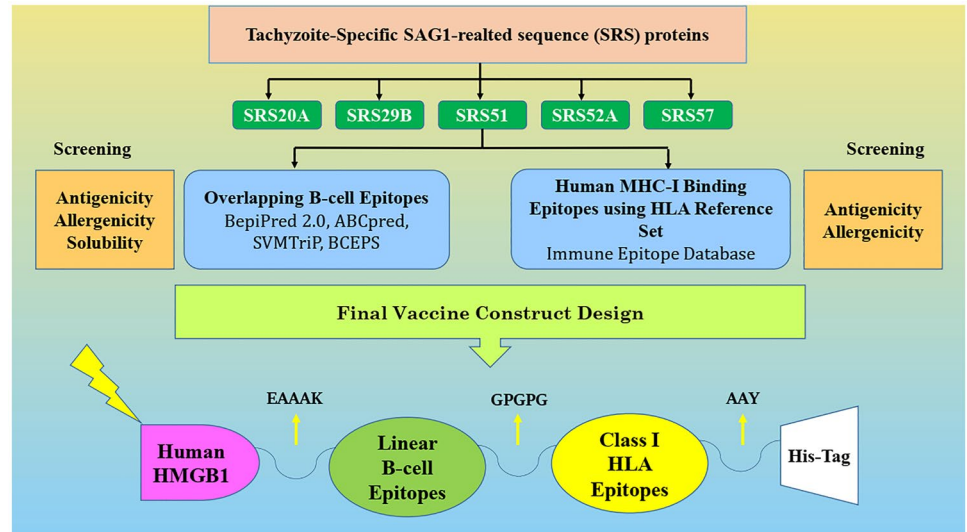 Tachyzoite-Specific SAG1-realted sequence (SRS) proteins
SRS20A
SRS29B
SRS51
SRS52A
SRS57
Screening
Screening
Antigenicity
Allergenicity
Solubility
Overlapping B-cell Epitopes
BepiPred 2.0, ABCpred,
SVMTriP, BCEPS
Human MHC-I Binding
Epitopes using HLA Reference
Set
Immune Epitope Database
Antigenicity
Allergenicity
Final Vaccine Construct Design
EAAAK
GPGPG
AAY
Human
HMGB1
Linear
B-cell
Epitopes
Class I
HLA
Epitopes
His-Tag